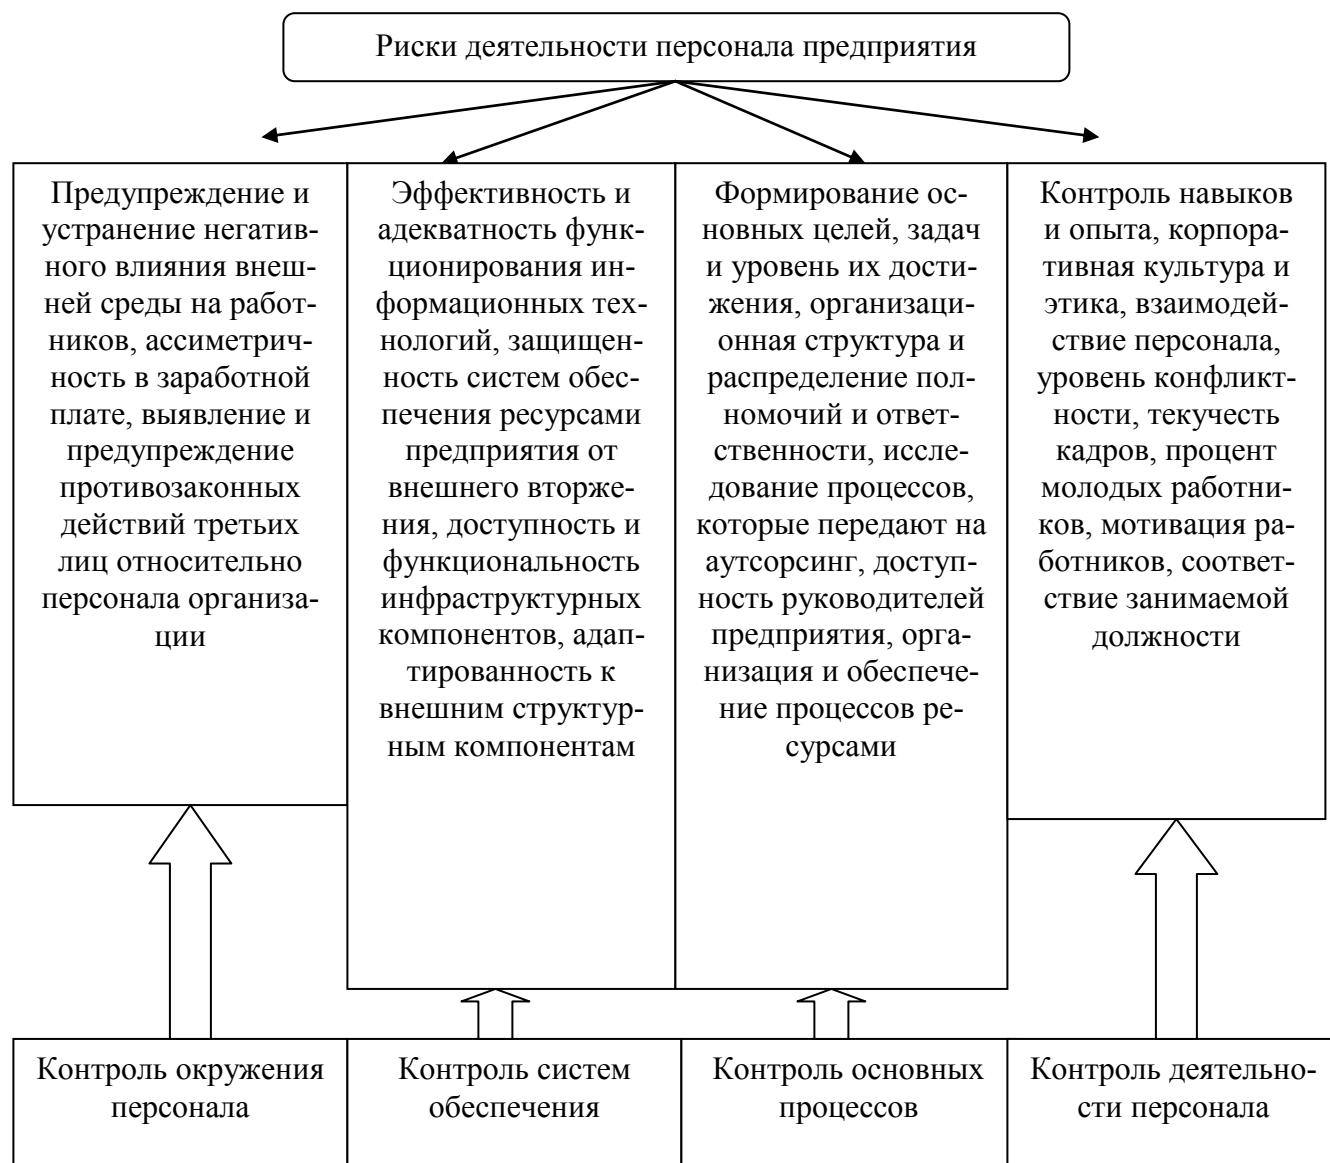 Риски деятельности персонала предприятия
Предупреждение и
устранение негатив-
ного влияния внеш-
ней среды на работ-
ников, ассиметрич-
ность в заработной
плате, выявление и
предупреждение
противозаконных
действий третьих
лиц относительно
персонала организа-
ции
Эффективность и
адекватность функ-
ционирования ин-
формационных тех-
нологий, защищен-
ность систем обес-
печения ресурсами
предприятия от
внешнего вторже-
ния, доступность и
функциональность
инфраструктурных
компонентов, адап-
тированность к
внешним структур-
ным компонентам
Формирование ос-
новных целей, задач
и уровень их дости-
жения, организаци-
онная структура и
распределение пол-
номочий и ответ-
ственности, иссле-
дование процессов,
которые передают на
аутсорсинг, доступ-
ность руководителей
предприятия, орга-
низация и обеспече-
ние процессов ре-
сурсами
Контроль навыков
и опыта, корпора-
тивная культура и
этика, взаимодей-
ствие персонала,
уровень конфликт-
ности, текучесть
кадров, процент
молодых работни-
ков, мотивация ра-
ботников, соответ-
ствие занимаемой
должности
Контроль окружения
персонала
Контроль систем
обеспечения
Контроль основных
процессов
Контроль деятельно-
сти персонала